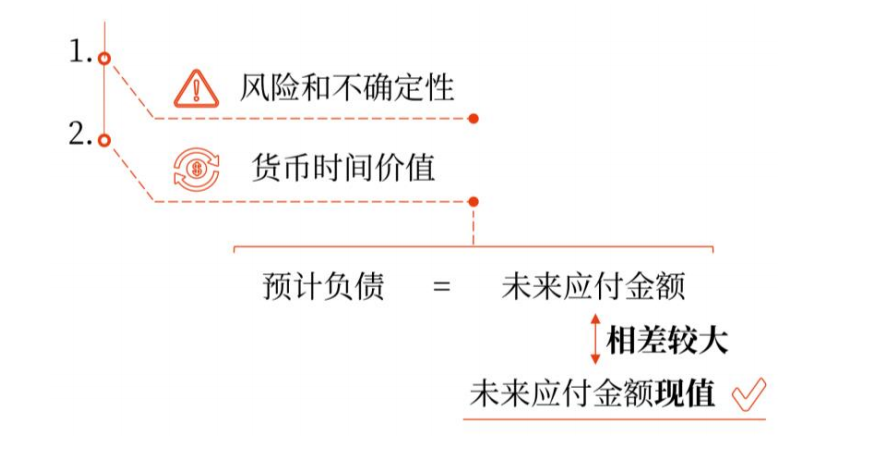 1.
风险和不确定性
2.
货币时间价值
预计负债 = 未来应付金额
相差较大
未来应付金额现值